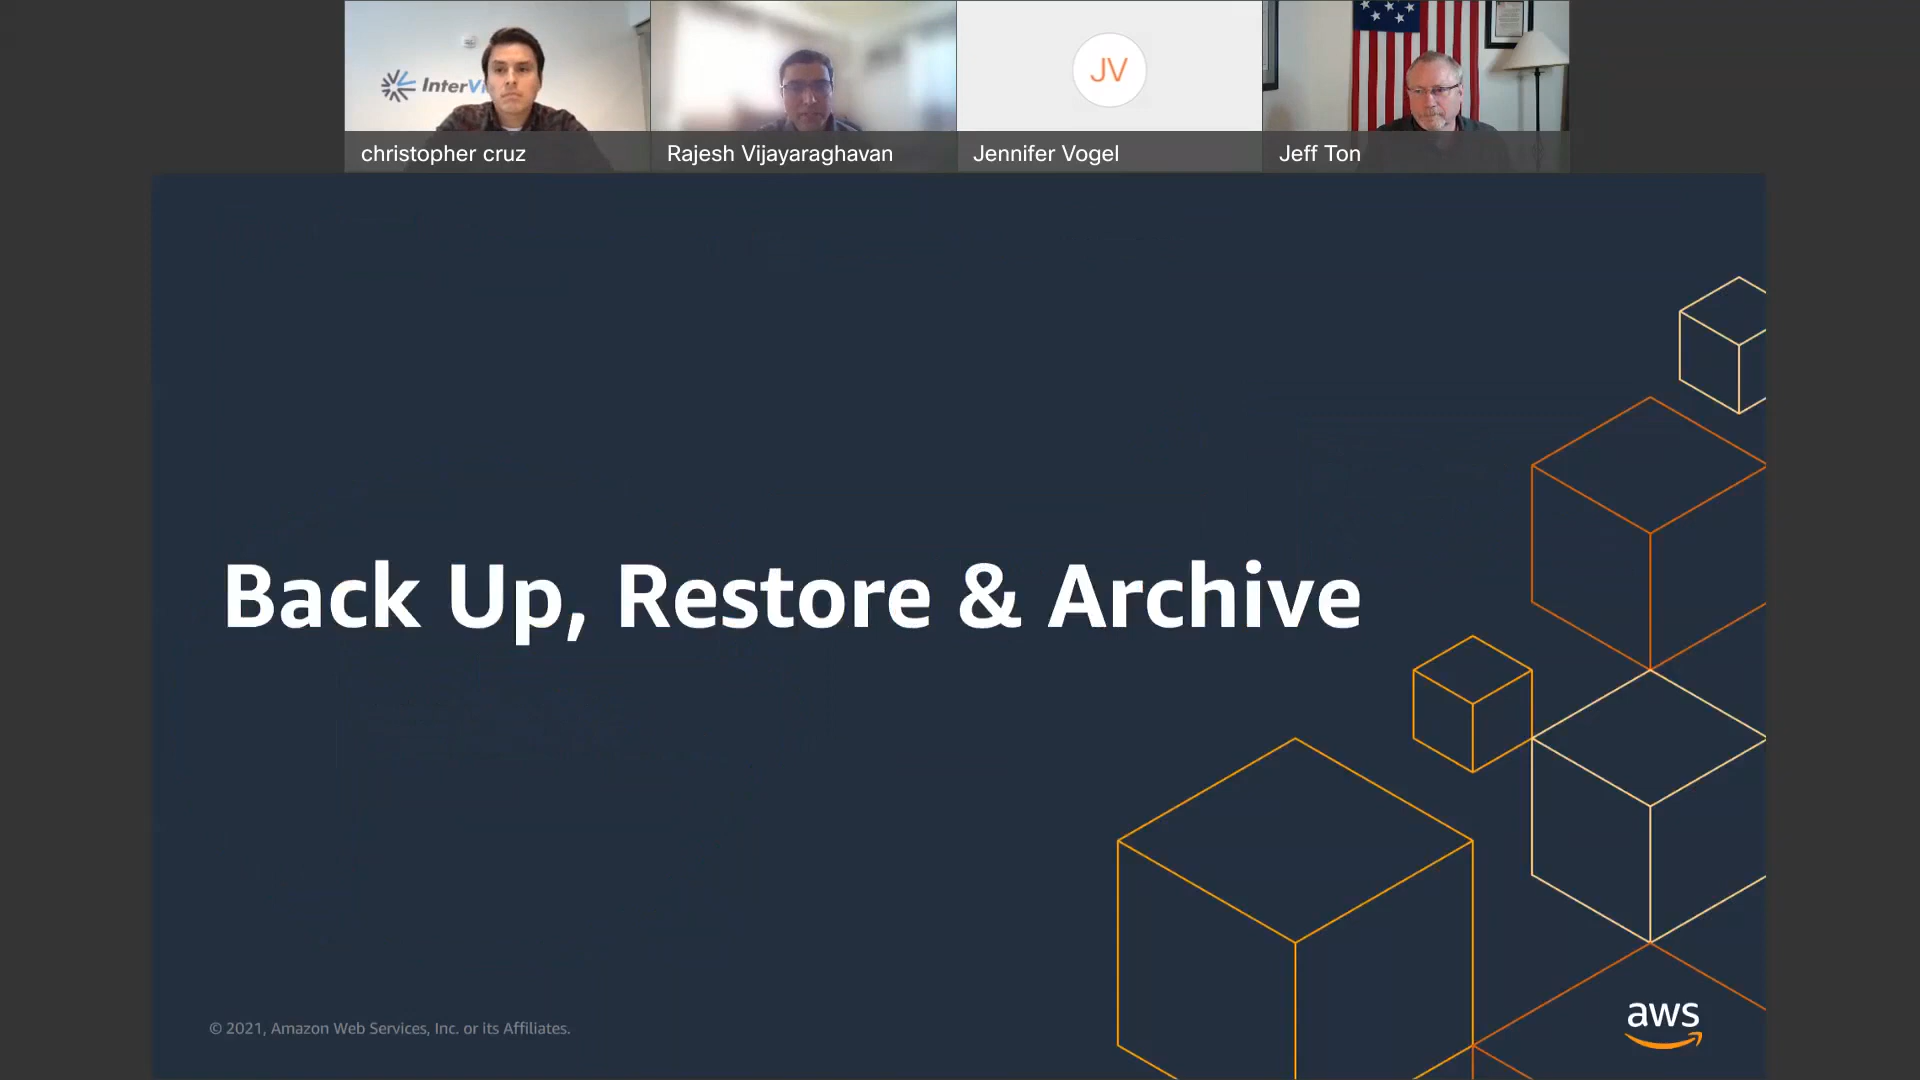 InterVi
JV
christopher cruz
Rajesh Vijayaraghavan
Jennifer Vogel
Jeff Ton
Back Up, Restore & Archive
© 2021, Amazon Web Services, Inc. or its Affiliates.
aws